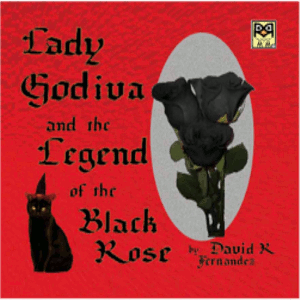 Lady
Godiva
and the
Legend
of the
Black
Rose
by David R
Fernandez